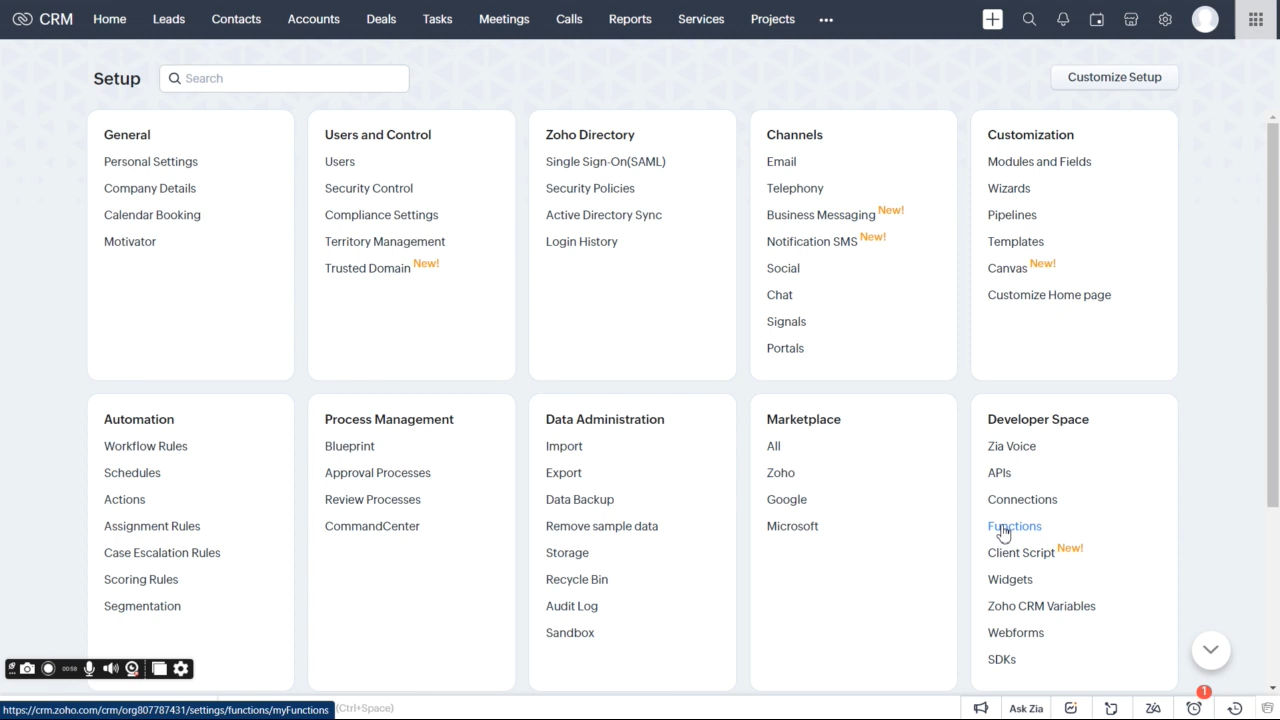 CRM Home Leads Contacts Accounts Deals Tasks Meetings Calls Reports Services Projects
Setup Search Customize Setup
General
Personal Settings
Company Details
Calendar Booking
Motivator
Users and Control
Users
Security Control
Compliance Settings
Territory Management
Trusted Domain New!
Zoho Directory
Single Sign-On(SAML)
Security Policies
Active Directory Sync
Login History
Channels
Email
Telephony
Business Messaging New!
Notification SMS New!
Social
Chat
Signals
Portals
Customization
Modules and Fields
Wizards
Pipelines
Templates
Canvas New!
Customize Home page
Automation
Workflow Rules
Schedules
Actions
Assignment Rules
Case Escalation Rules
Scoring Rules
Segmentation
Process Management
Blueprint
Approval Processes
Review Processes
CommandCenter
Data Administration
Import
Export
Data Backup
Remove sample data
Storage
Recycle Bin
Audit Log
Sandbox
Marketplace
All
Zoho
Google
Microsoft
Developer Space
Zia Voice
APIs
Connections
Functions
Client Script New!
Widgets
Zoho CRM Variables
Webforms
SDKs
00:58
1
https://crm.zoho.com/crm/org807787431/settings/functions/myFunctions (Ctrl+Space) Ask Zia